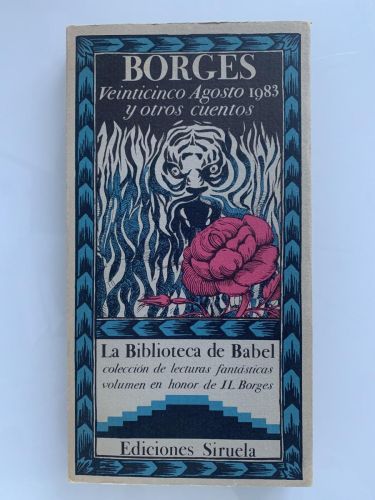 BORGES
Veinticinco Agosto 1983
y otros cuentos
La Biblioteca de Babel
colección de lecturas fantásticas
volumen en honor de J.L. Borges
Ediciones Siruela